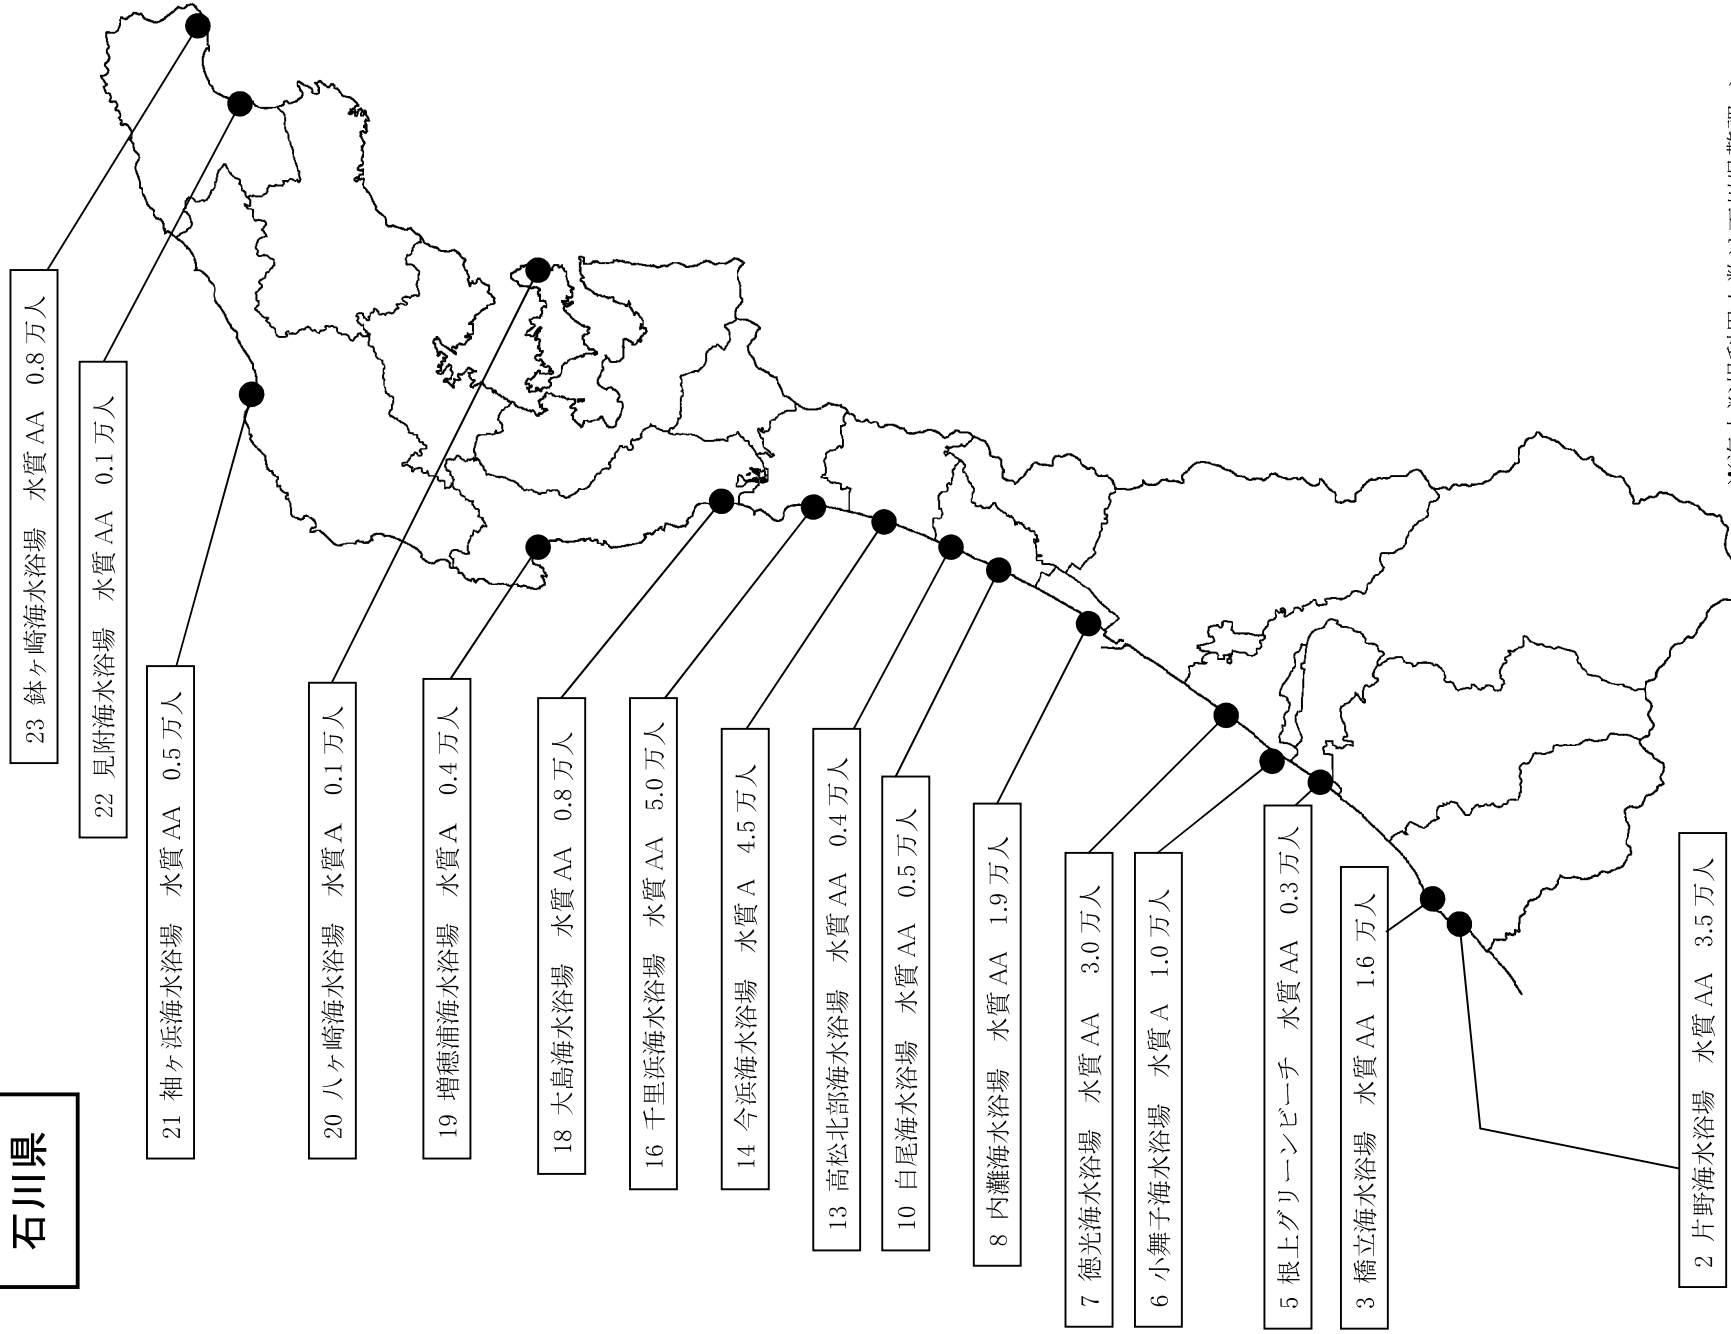 石川県
23 鉢ヶ崎海水浴場　水質 AA　0.8 万人
22 見附海水浴場　水質 AA　0.1 万人
21 袖ヶ浜海水浴場　水質 AA　0.5 万人
20 八ヶ崎海水浴場　水質 A　0.1 万人
19 増穂浦海水浴場　水質 A　0.4 万人
18 大島海水浴場　水質 AA　0.8 万人
16 千里浜海水浴場　水質 AA　5.0 万人
14 今浜海水浴場　水質 A　4.5 万人
13 高松北部海水浴場　水質 AA　0.4 万人
10 白尾海水浴場　水質 AA　0.5 万人
8 内灘海水浴場　水質 AA　1.9 万人
7 徳光海水浴場　水質 AA　3.0 万人
6 小舞子海水浴場　水質 A　1.0 万人
5 根上グリーンビーチ　水質 AA　0.3 万人
3 橋立海水浴場　水質 AA　1.6 万人
2 片野海水浴場　水質 AA　3.5 万人